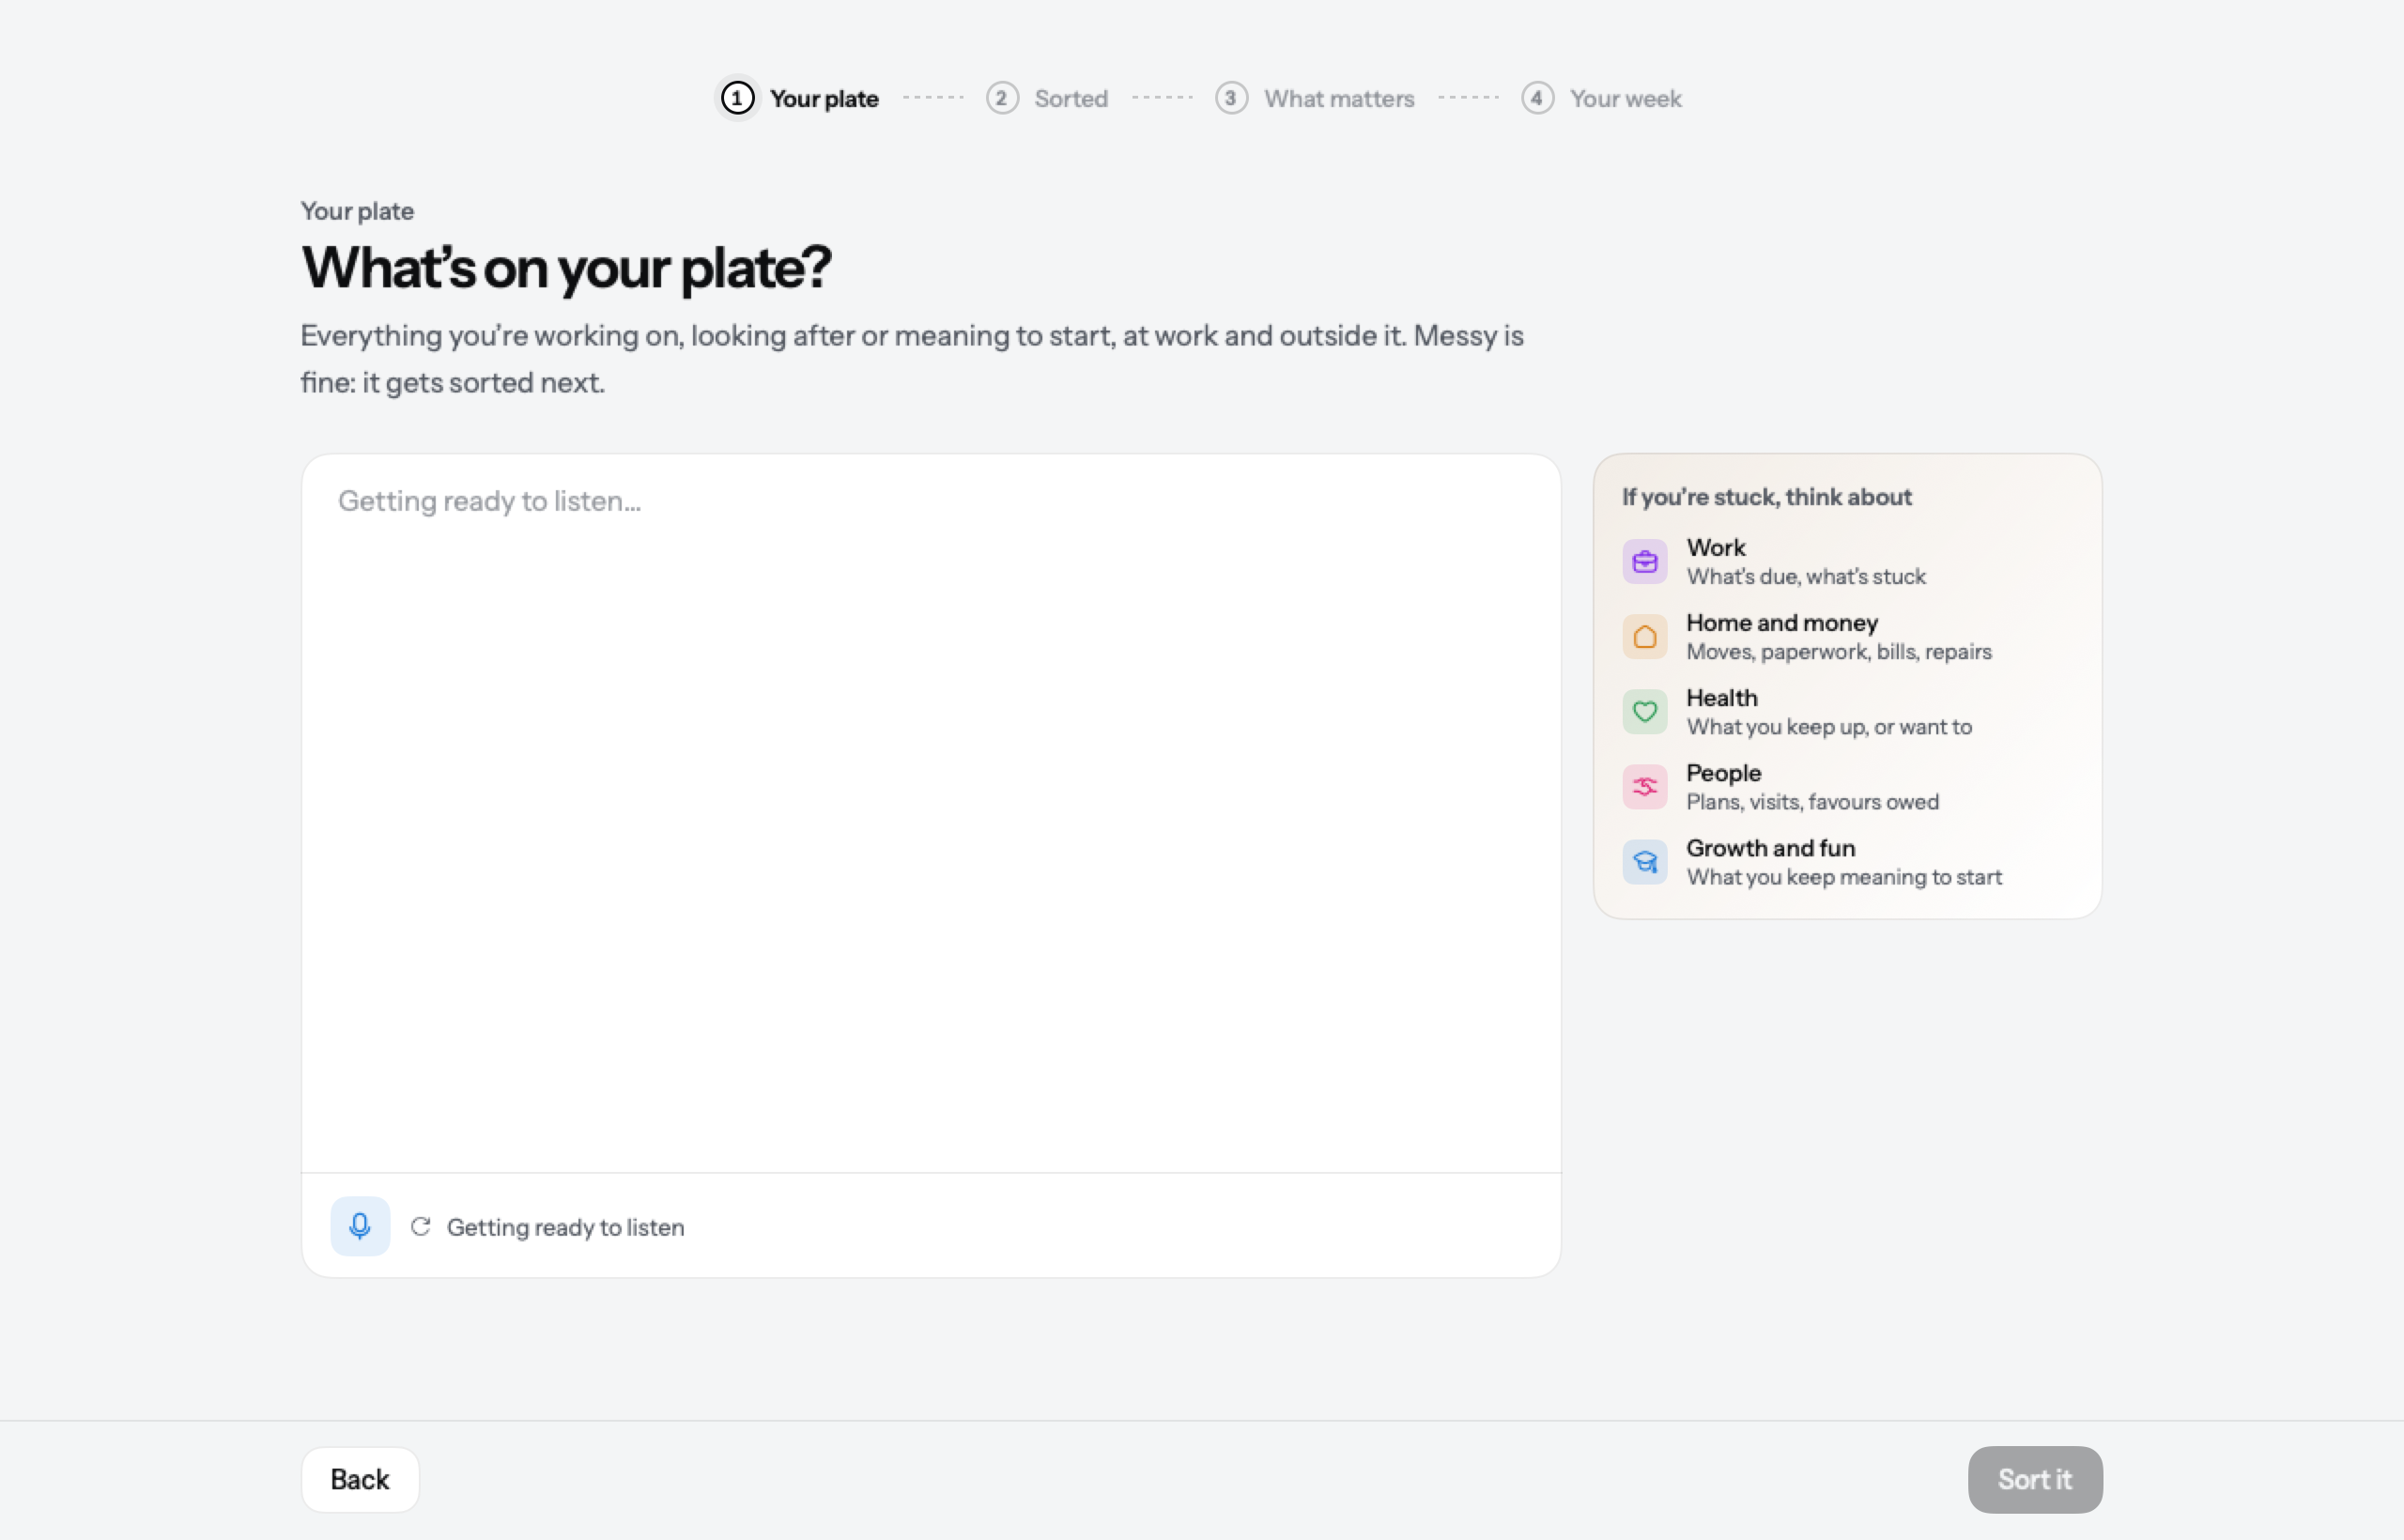 1 Your plate 2 Sorted 3 What matters 4 Your week
Your plate
What’s on your plate?
Everything you’re working on, looking after or meaning to start, at work and outside it. Messy is
fine: it gets sorted next.
Getting ready to listen...
Getting ready to listen
If you’re stuck, think about
Work
What’s due, what’s stuck
Home and money
Moves, paperwork, bills, repairs
Health
What you keep up, or want to
People
Plans, visits, favours owed
Growth and fun
What you keep meaning to start
Back
Sort it